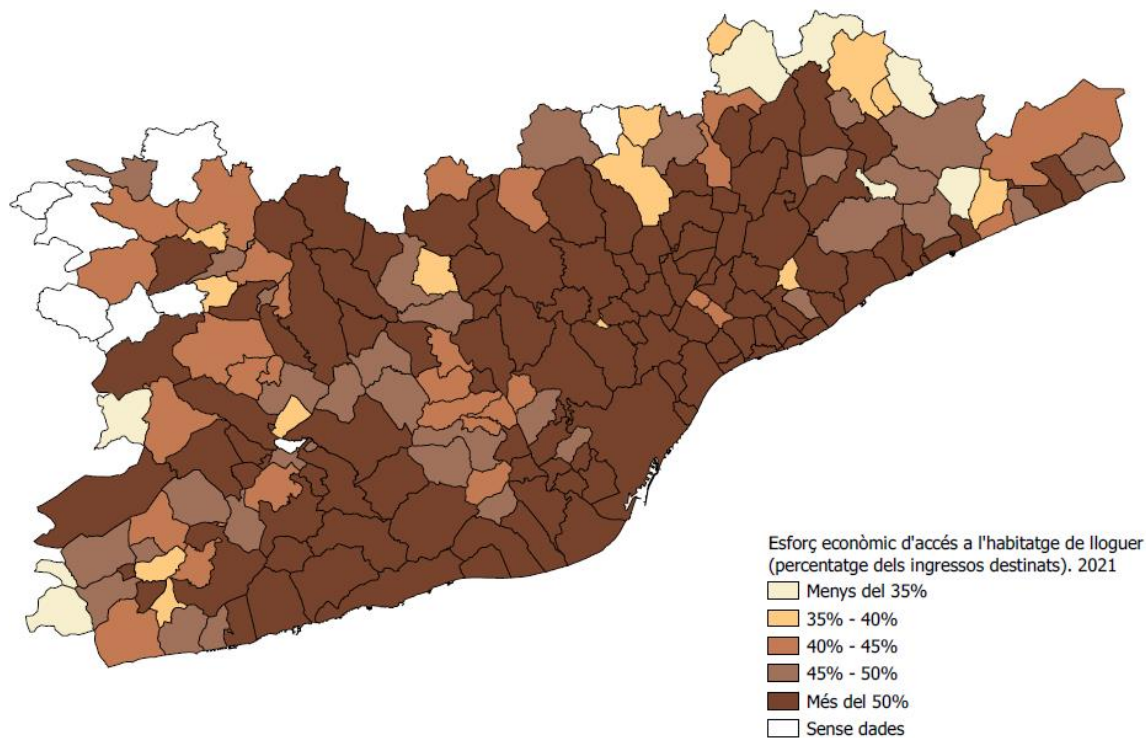 Esforç econòmic d'accés a l'habitatge de lloguer
(percentatge dels ingressos destinats). 2021
Menys del 35%
35% - 40%
40% - 45%
45% - 50%
Més del 50%
Sense dades